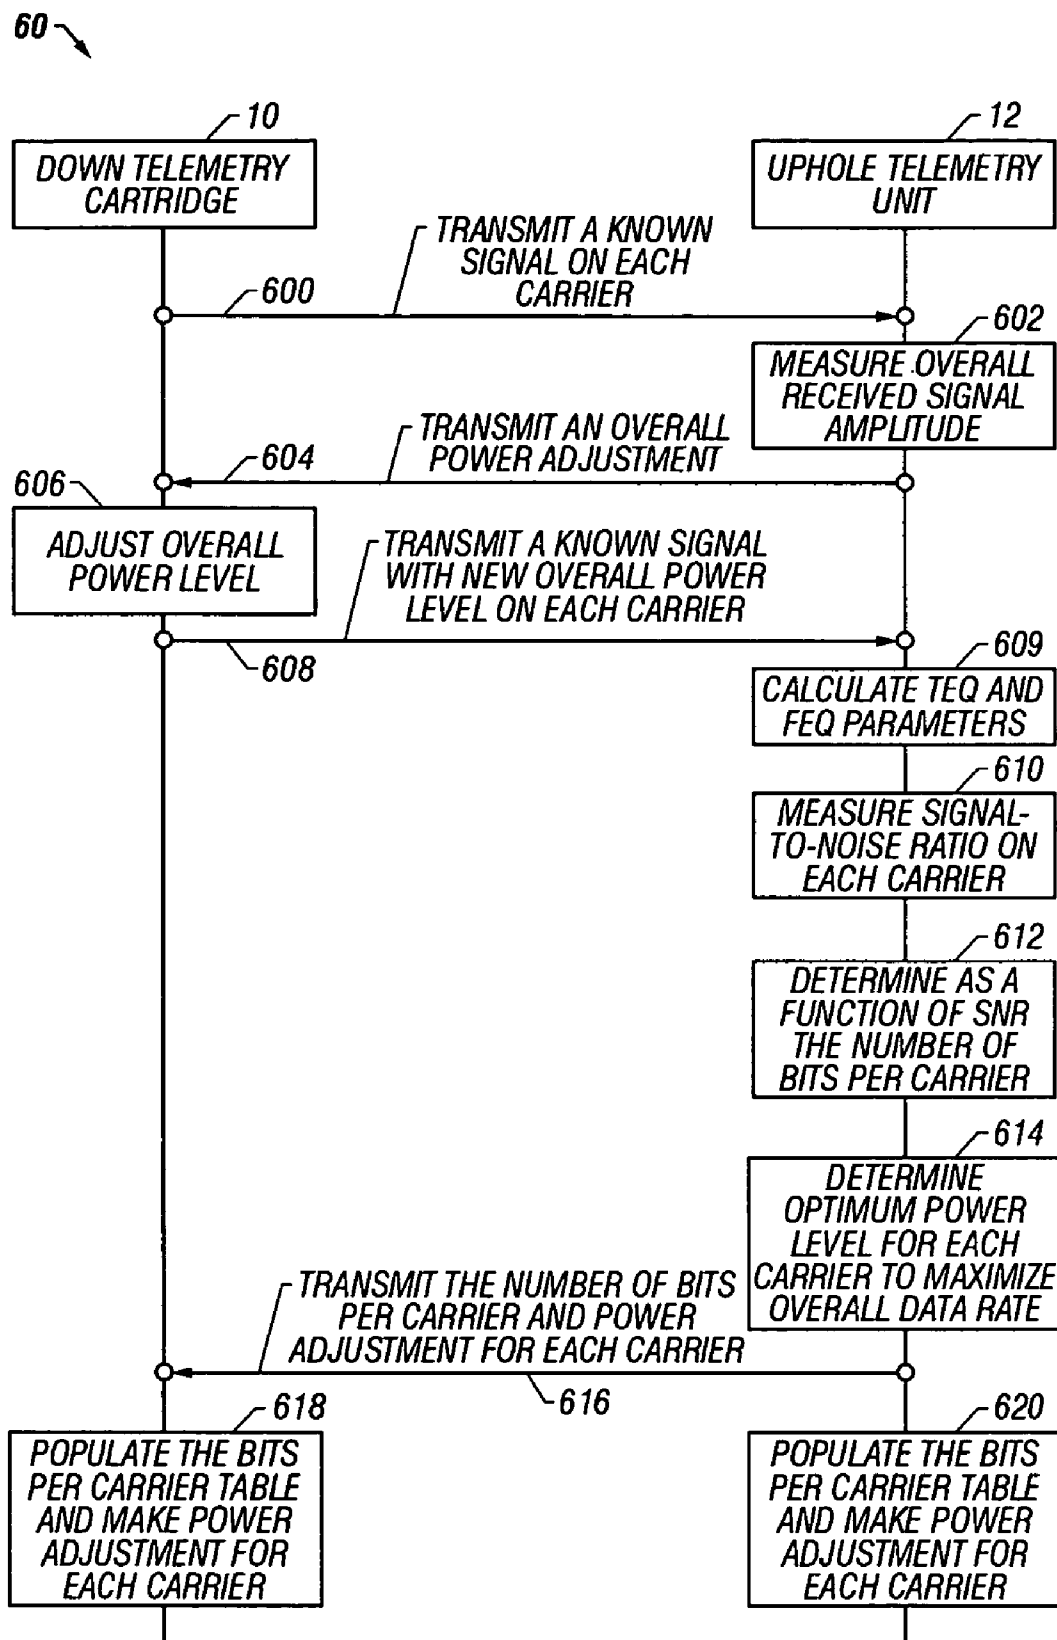 60
10
DOWN TELEMETRY
CARTRIDGE
12
UPHOLE TELEMETRY
UNIT
TRANSMIT A KNOWN
SIGNAL ON EACH
CARRIER
600
602
MEASURE OVERALL
RECEIVED SIGNAL
AMPLITUDE
TRANSMIT AN OVERALL
POWER ADJUSTMENT
604
606
ADJUST OVERALL
POWER LEVEL
TRANSMIT A KNOWN SIGNAL
WITH NEW OVERALL POWER
LEVEL ON EACH CARRIER
608
609
CALCULATE TEQ AND
FEQ PARAMETERS
610
MEASURE SIGNAL-
TO-NOISE RATIO ON
EACH CARRIER
612
DETERMINE AS A
FUNCTION OF SNR
THE NUMBER OF
BITS PER CARRIER
614
DETERMINE
OPTIMUM POWER
LEVEL FOR EACH
CARRIER TO MAXIMIZE
OVERALL DATA RATE
TRANSMIT THE NUMBER OF BITS
PER CARRIER AND POWER
ADJUSTMENT FOR EACH CARRIER
616
618
POPULATE THE BITS
PER CARRIER TABLE
AND MAKE POWER
ADJUSTMENT FOR
EACH CARRIER
620
POPULATE THE BITS
PER CARRIER TABLE
AND MAKE POWER
ADJUSTMENT FOR
EACH CARRIER